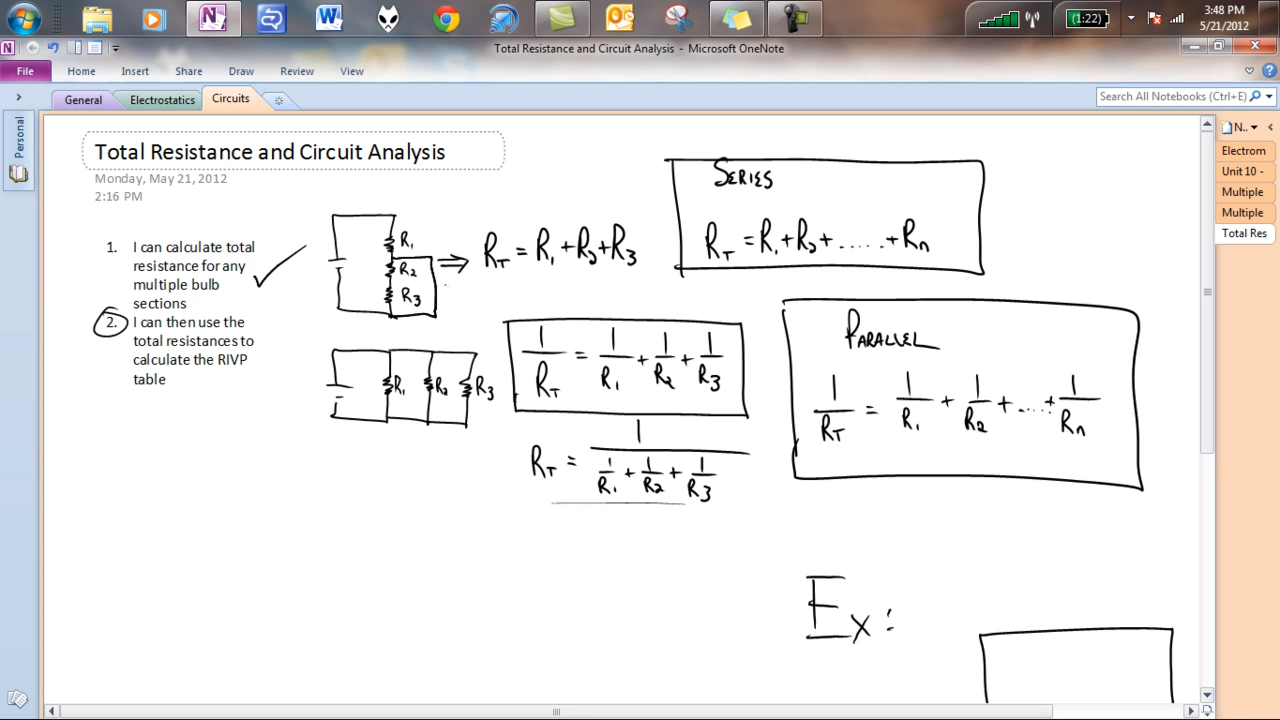 3:48 PM
(1:22)
5/21/2012
Total Resistance and Circuit Analysis - Microsoft OneNote
File Home Insert Share Draw Review View
General Electrostatics Circuits
Search All Notebooks (Ctrl+E)
N..
Personal
Electrom
Unit 10 -
Multiple
Multiple
Total Res
Total Resistance and Circuit Analysis
Monday, May 21, 2012
2:16 PM
1. I can calculate total
resistance for any
multiple bulb
sections
2. I can then use the
total resistances to
calculate the RIVP
table
R1
R2
R3
⇒ RT = R1 + R2 + R3
SERIES
RT = R1 + R2 + ..... + Rn
R1 R2 R3
1/RT = 1/R1 + 1/R2 + 1/R3
RT = 1/(1/R1 + 1/R2 + 1/R3)
PARALLEL
1/RT = 1/R1 + 1/R2 + .... + 1/Rn
Ex: